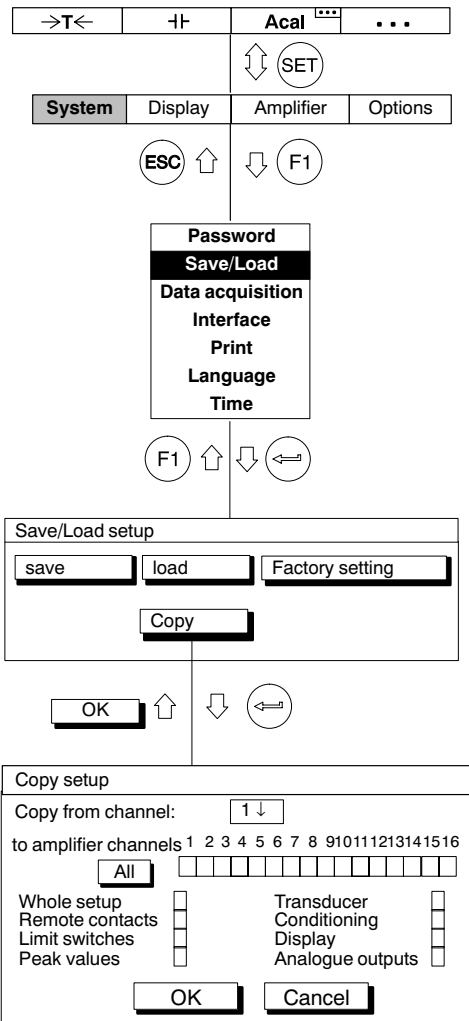 →T← ⊣⊢ Acal ...
SET
System Display Amplifier Options
ESC F1
Password
Save/Load
Data acquisition
Interface
Print
Language
Time
F1
Save/Load setup
save load Factory setting
Copy
OK
Copy setup
Copy from channel: 1 ↓
to amplifier channels 1 2 3 4 5 6 7 8 9 10 11 12 13 14 15 16
All
Whole setup Transducer
Remote contacts Conditioning
Limit switches Display
Peak values Analogue outputs
OK Cancel